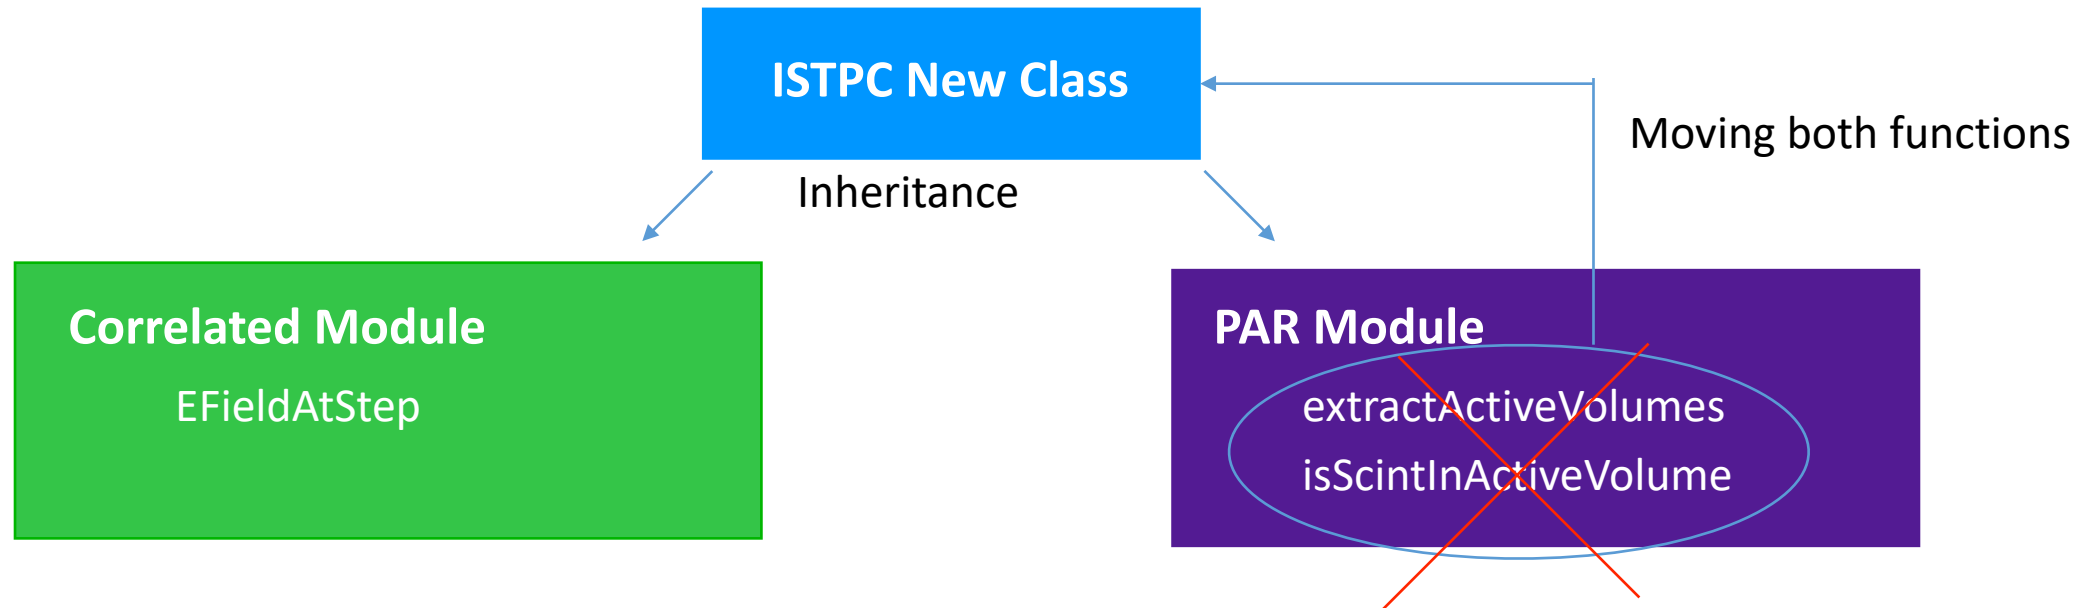 ISTPC New Class
Moving both functions
Inheritance
Correlated Module
EFieldAtStep
PAR Module
extractActiveVolumes
isScintInActiveVolume